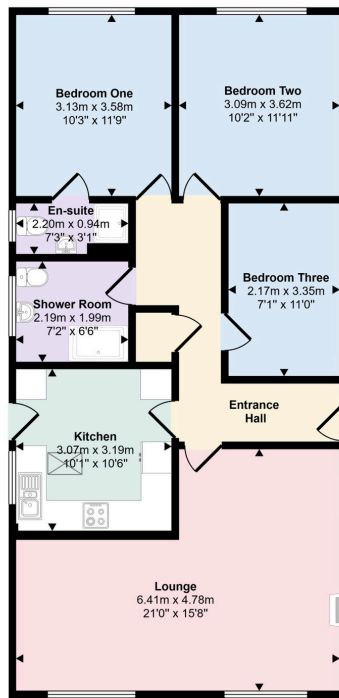 Bedroom One
3.13m x 3.58m
10'3" x 11'9"
Bedroom Two
3.09m x 3.62m
10'2" x 11'11"
En-suite
2.20m x 0.94m
7'3" x 3'1"
Bedroom Three
2.17m x 3.35m
7'1" x 11'0"
Shower Room
2.19m x 1.99m
7'2" x 6'6"
Entrance
Hall
Kitchen
3.07m x 3.19m
10'1" x 10'6"
Lounge
6.41m x 4.78m
21'0" x 15'8"